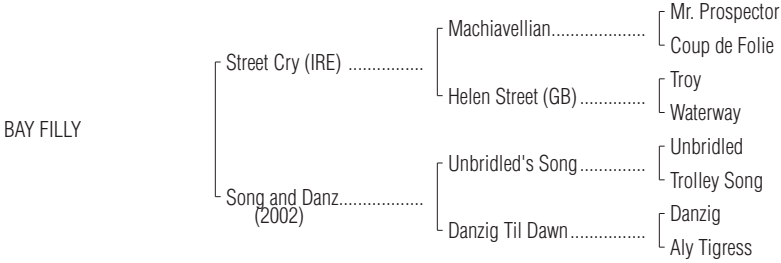 Mr. Prospector
Machiavellian....................
Coup de Folie
Street Cry (IRE) ................
Troy
Helen Street (GB) ..............
Waterway
BAY FILLY
Unbridled
Unbridled's Song..............
Trolley Song
Song and Danz..................
(2002)
Danzig
Danzig Til Dawn................
Aly Tigress